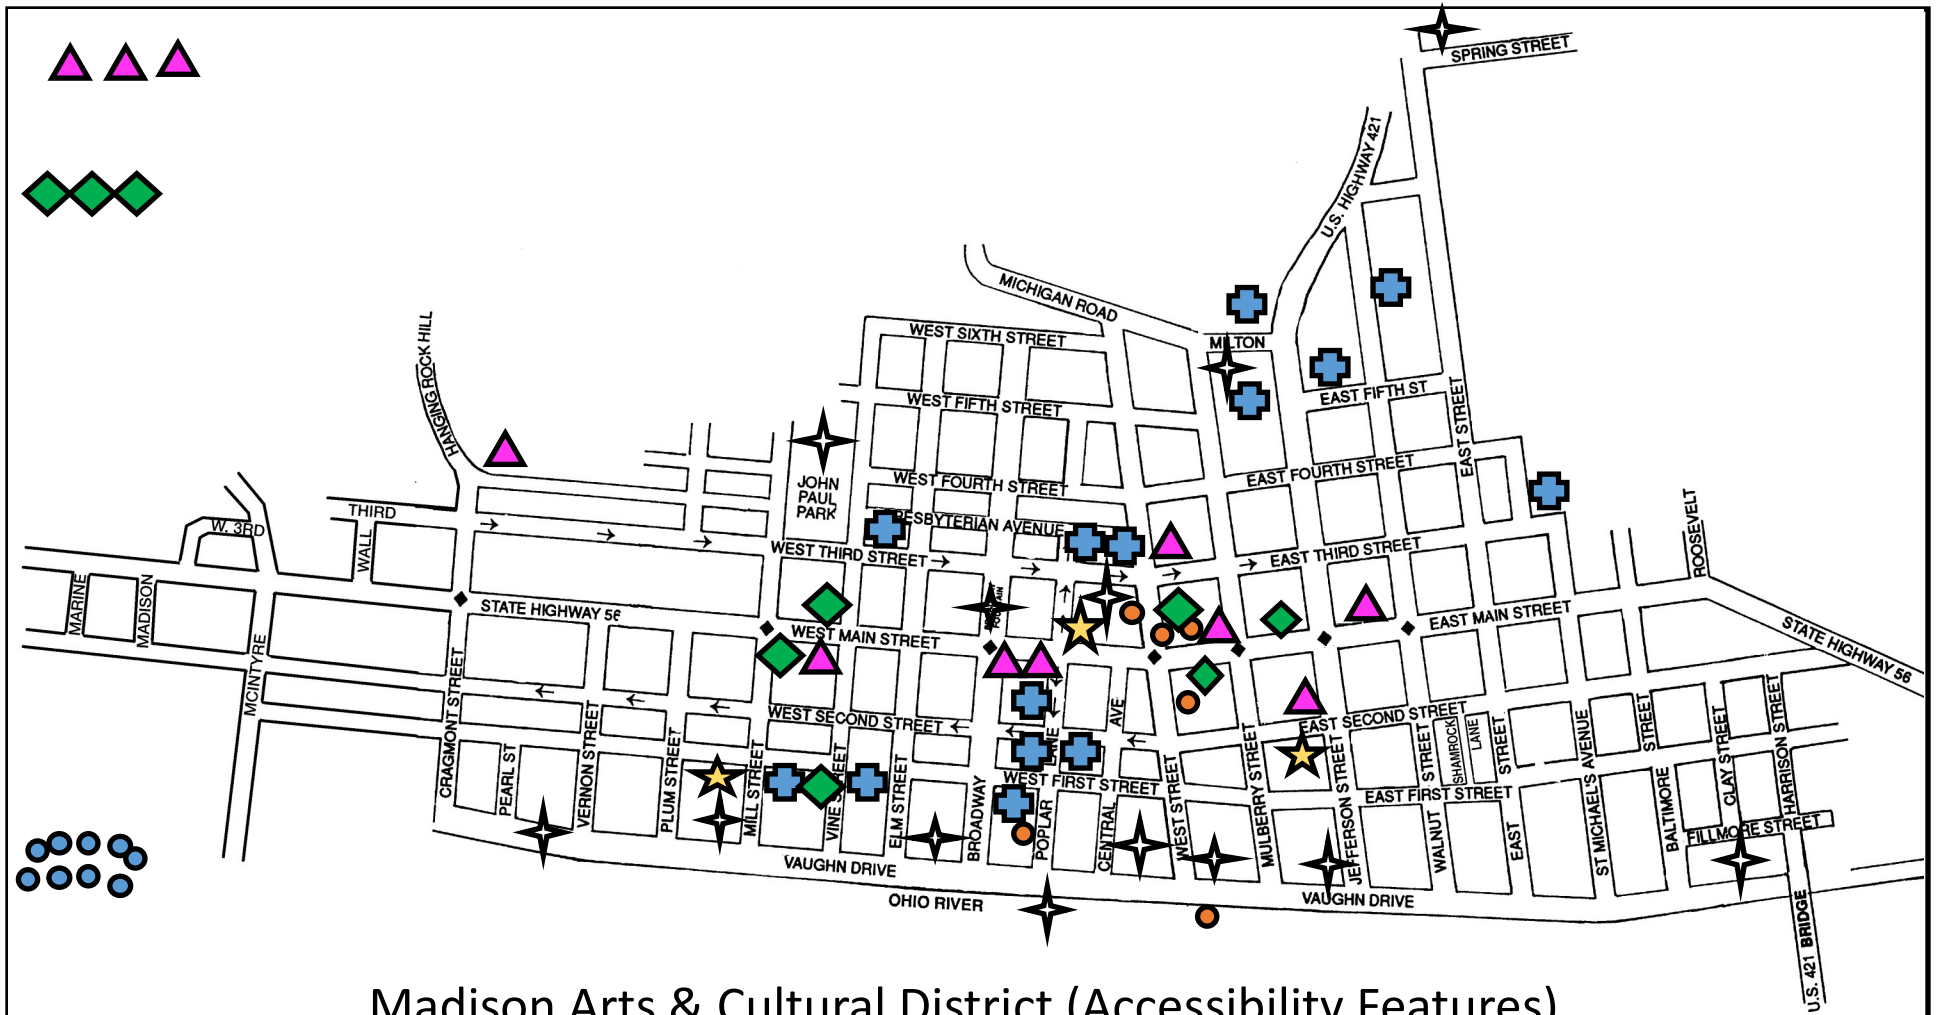 SPRING STREET
U.S. HIGHWAY 421
MICHIGAN ROAD
MILTON
WEST SIXTH STREET
HANGING ROCK HILL
EAST FIFTH ST
WEST FIFTH STREET
EAST STREET
EAST FOURTH STREET
WEST FOURTH STREET
JOHN
PAUL
PARK
ROOSEVELT
THIRD
W. 3RD
WALL
ESBYTERIAN AVENUE
WEST THIRD STREET
EAST THIRD STREET
MARINE
MADISON
STATE HIGHWAY 56
EAST MAIN STREET
WEST MAIN STREET
STATE HIGHWAY 56
MCINTYRE
CRAGMONT STREET
WEST SECOND STREET
AVE
EAST SECOND STREET
PEARL ST
VERNON STREET
PLUM STREET
MILL STREET
VINE STREET
ELM STREET
BROADWAY
WEST FIRST STREET
POPLAR
CENTRAL
WEST STREET
MULBERRY STREET
JEFFERSON STREET
EAST FIRST STREET
WALNUT STREET
SHAMROCK
LANE
EAST STREET
ST MICHAEL'S AVENUE
BALTIMORE STREET
CLAY STREET
HARRISON STREET
FILLMORE STREET
VAUGHN DRIVE
VAUGHN DRIVE
OHIO RIVER
U.S. 421 BRIDGE
Madison Arts & Cultural District (Accessibility Features)